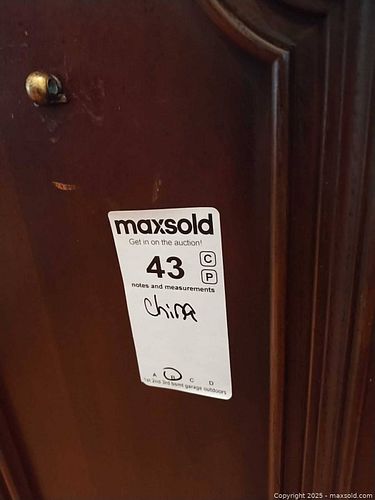 maxsold
Get in on the auction!
43
C
P
notes and measurements
China
A B C D
1st 2nd 3rd bsmt garage outdoors
Copyright 2025 - maxsold.com